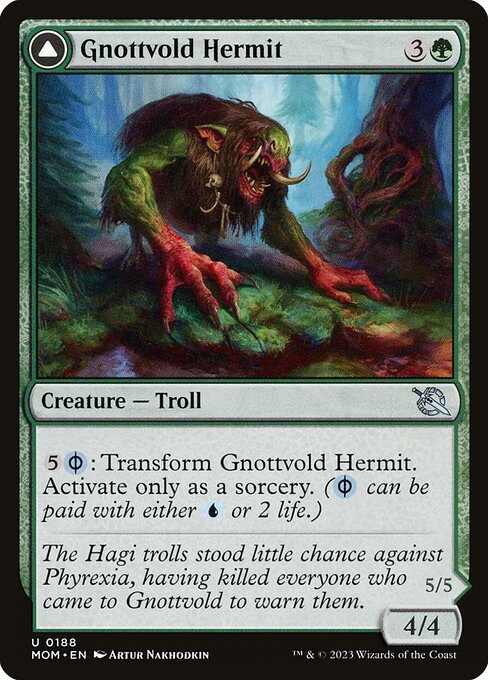 Gnottvold Hermit 3
Creature — Troll
5 : Transform Gnottvold Hermit.
Activate only as a sorcery. ( can be
paid with either or 2 life.)
The Hagi trolls stood little chance against
Phyrexia, having killed everyone who
came to Gnottvold to warn them.
5/5
4/4
U 0188
MOM • EN Artur Nakhodkin
™ & © 2023 Wizards of the Coast